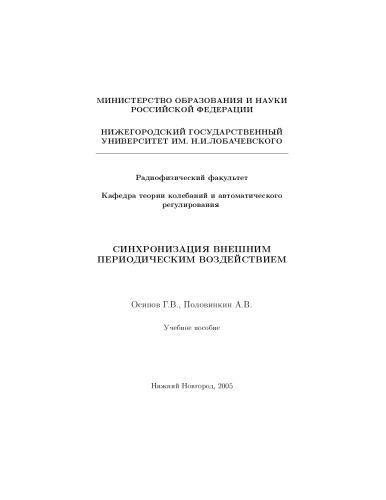 МИНИСТЕРСТВО ОБРАЗОВАНИЯ И НАУКИ
РОССИЙСКОЙ ФЕДЕРАЦИИ
НИЖЕГОРОДСКИЙ ГОСУДАРСТВЕННЫЙ
УНИВЕРСИТЕТ ИМ. Н.И.ЛОБАЧЕВСКОГО
Радиофизический факультет
Кафедра теории колебаний и автоматического
регулирования
СИНХРОНИЗАЦИЯ ВНЕШНИМ
ПЕРИОДИЧЕСКИМ ВОЗДЕЙСТВИЕМ
Осипов Г.В., Половинкин А.В.
Учебное пособие
Нижний Новгород, 2005